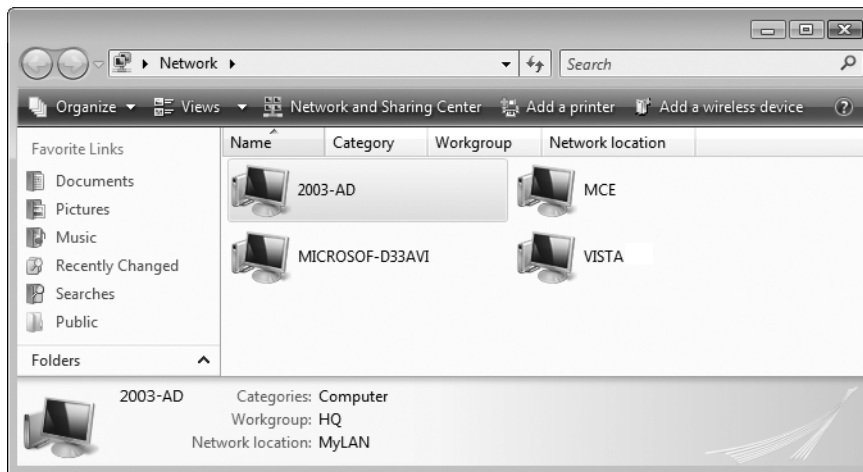 Network
Search
Organize Views Network and Sharing Center Add a printer Add a wireless device
Favorite Links
Documents
Pictures
Music
Recently Changed
Searches
Public
Folders
Name Category Workgroup Network location
2003-AD MCE
MICROSOF-D33AVI VISTA
2003-AD Categories: Computer
Workgroup: HQ
Network location: MyLAN